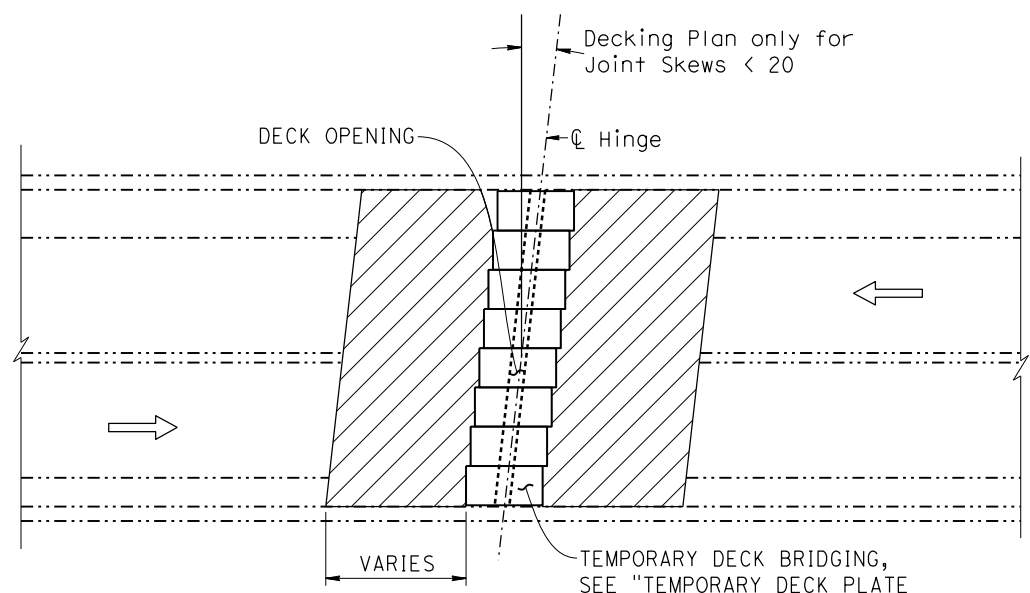 Decking Plan only for
Joint Skews < 20
DECK OPENING
℄ Hinge
VARIES
TEMPORARY DECK BRIDGING,
SEE "TEMPORARY DECK PLATE